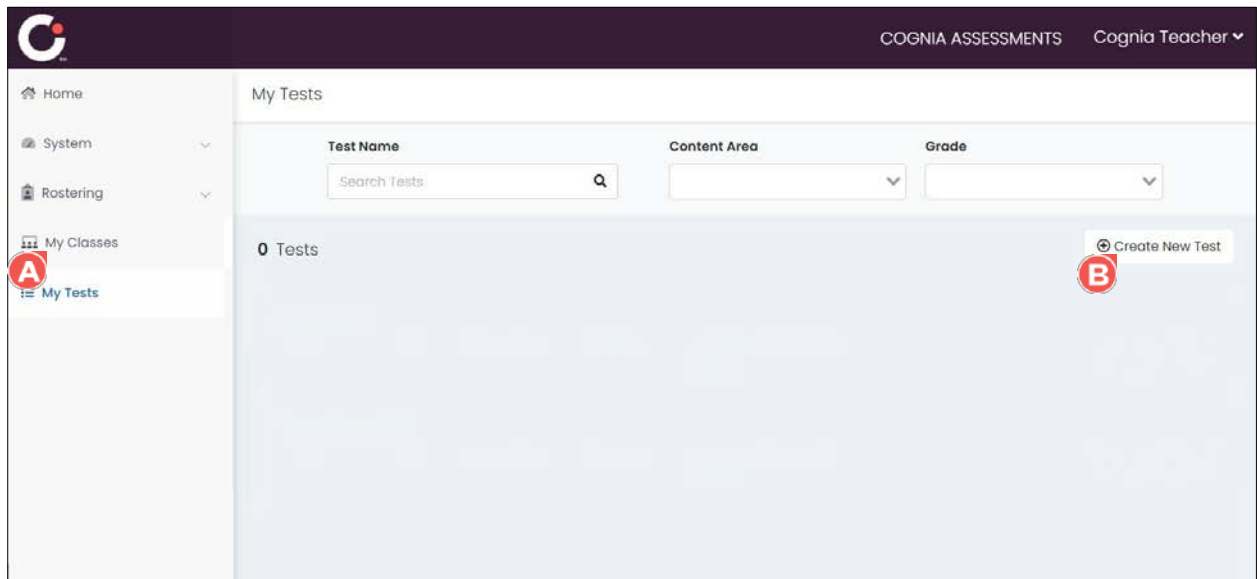 COGNIA ASSESSMENTS Cognia Teacher
Home
System
Rostering
My Classes
A
My Tests
My Tests
Test Name Content Area Grade
Search Tests
0 Tests
Create New Test
B